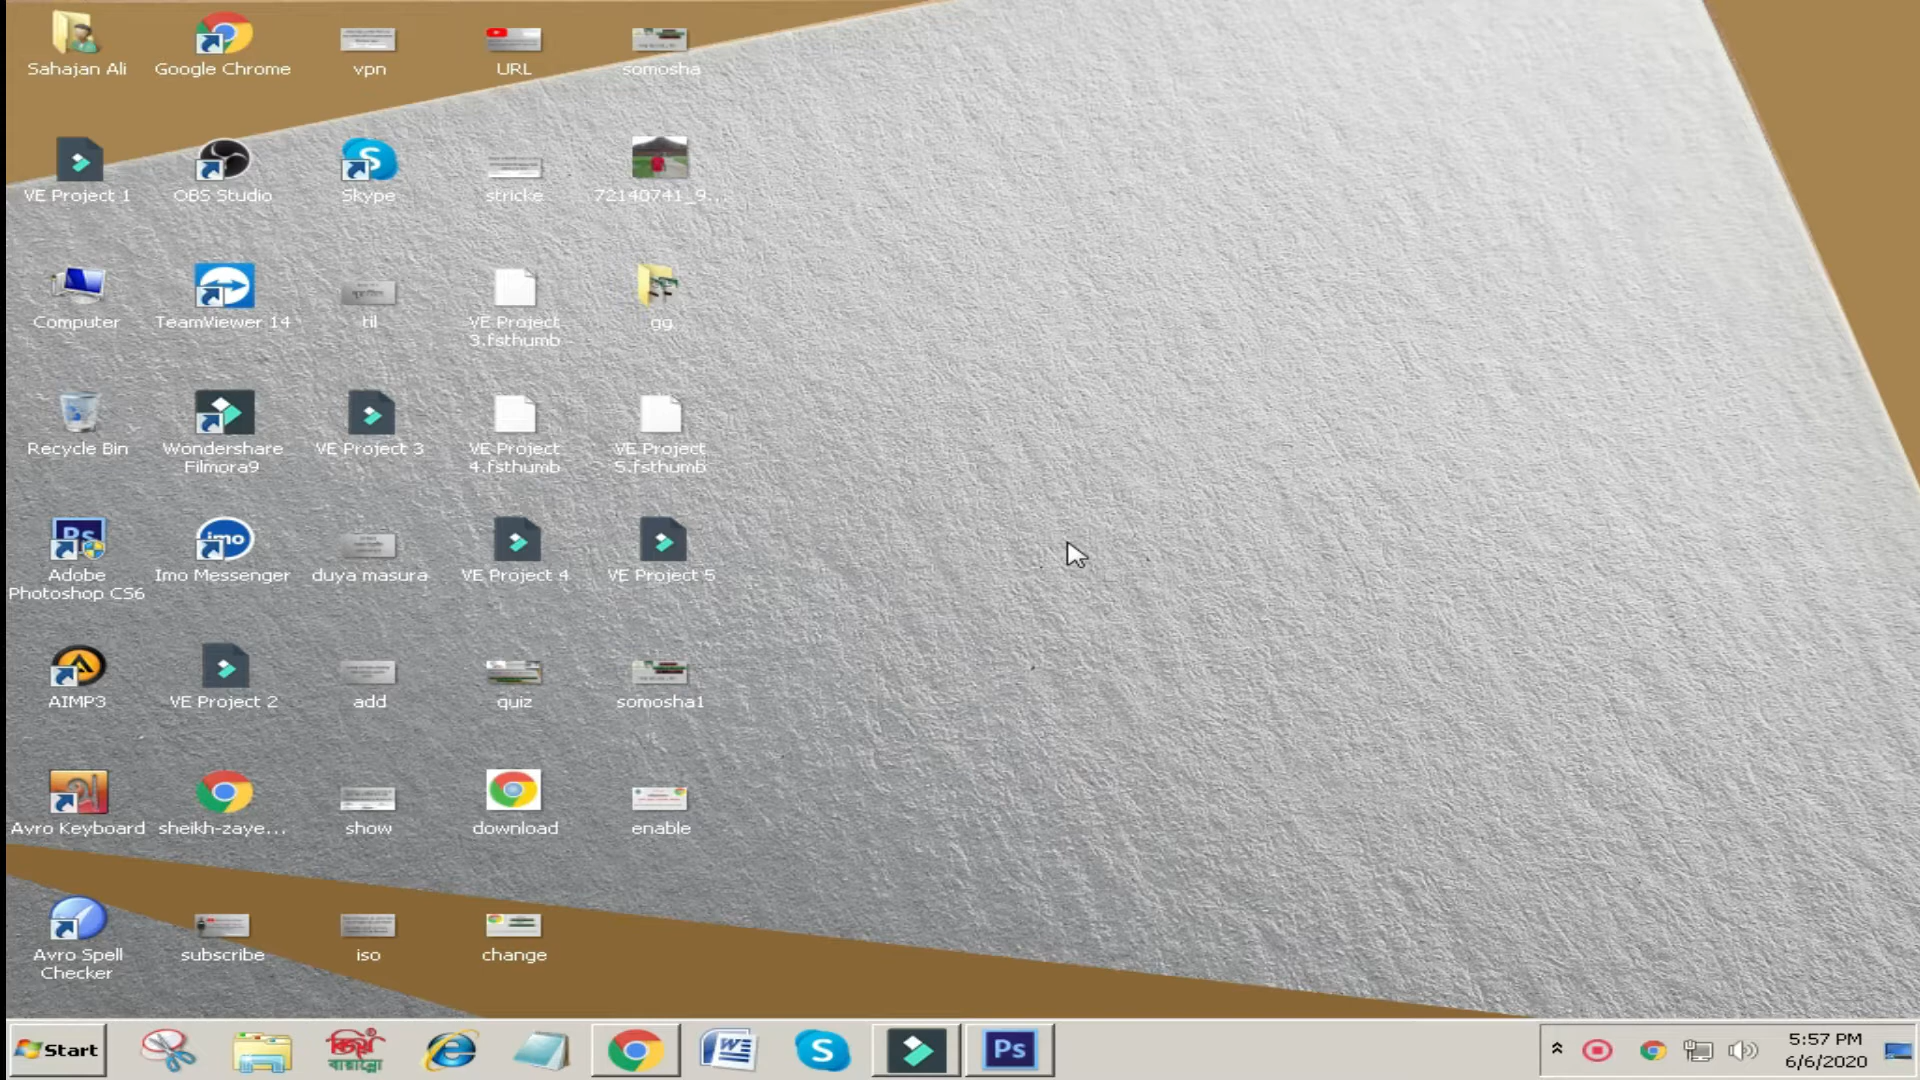 Sahajan Ali
Google Chrome
vpn
URL
somosha
VE Project 1
OBS Studio
Skype
stricke
72140741_9...
Computer
TeamViewer 14
til
VE Project
3.fsthumb
gg
Recycle Bin
Wondershare
Filmora9
VE Project 3
VE Project
4.fsthumb
VE Project
5.fsthumb
Ps
imo
Adobe
Photoshop CS6
Imo Messenger
duya masura
VE Project 4
VE Project 5
AIMP3
VE Project 2
add
quiz
somosha1
Avro Keyboard
sheikh-zaye...
show
download
enable
Avro Spell
Checker
subscribe
iso
change
Start
বিজয়
বায়ান্নো
Ps
5:57 PM
6/6/2020